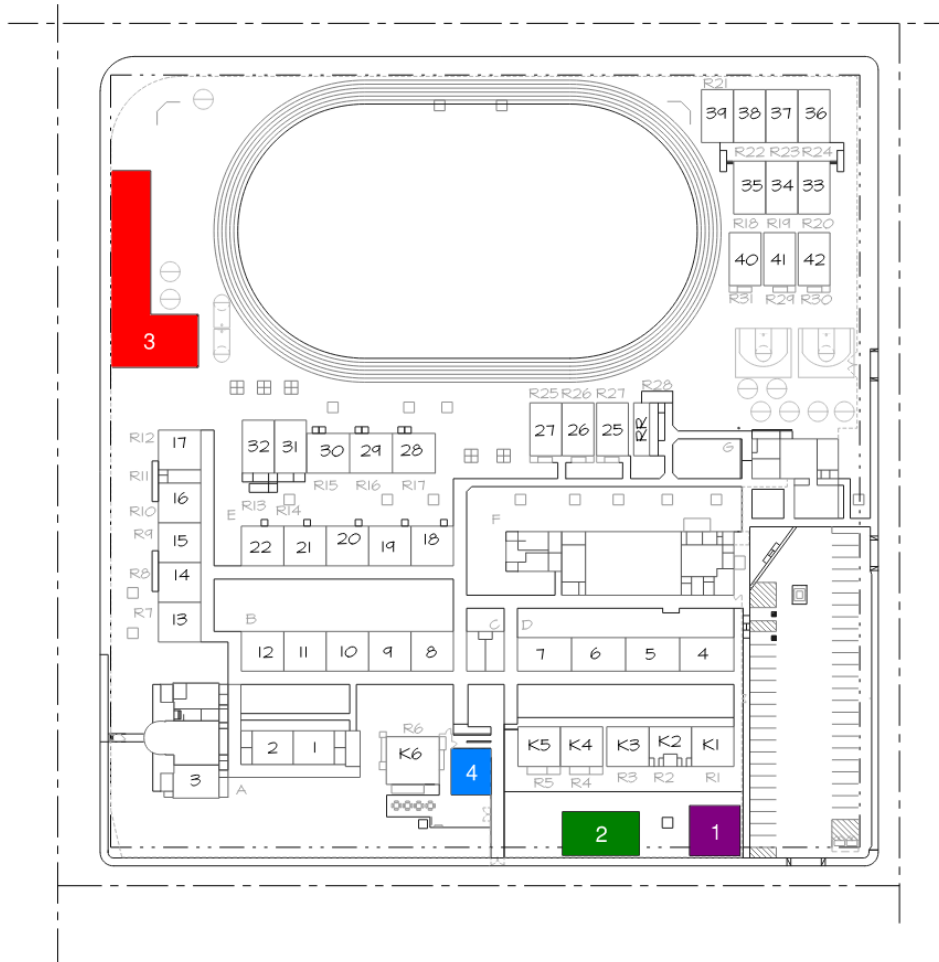 R21
39 38 37 36
R22 R23 R24
35 34 33
R18 R19 R20
40 41 42
R31 R29 R30
3
R25 R26 R27 R28
27 26 25 RR
G
R12 17
32 31 30 29 28
R11
R15 R16 R17
16
R13 R14
R10
E
F
R9 15
22 21 20 19 18
R8 14
R7 13
B
C
D
12 11 10 9 8
7 6 5 4
R6
2 1
K6
K5 K4 K3 K2 K1
3
4
R5 R4 R3 R2 R1
A
2
1